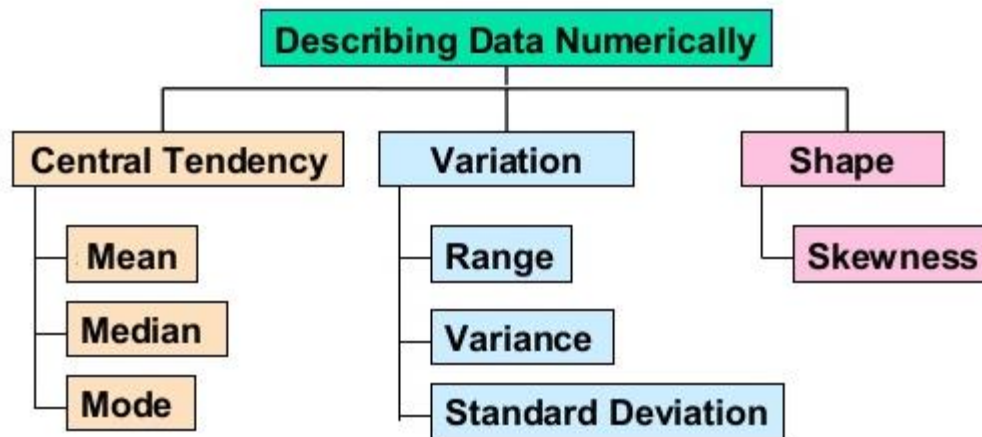 Describing Data Numerically
Central Tendency
Mean
Median
Mode
Variation
Range
Variance
Standard Deviation
Shape
Skewness